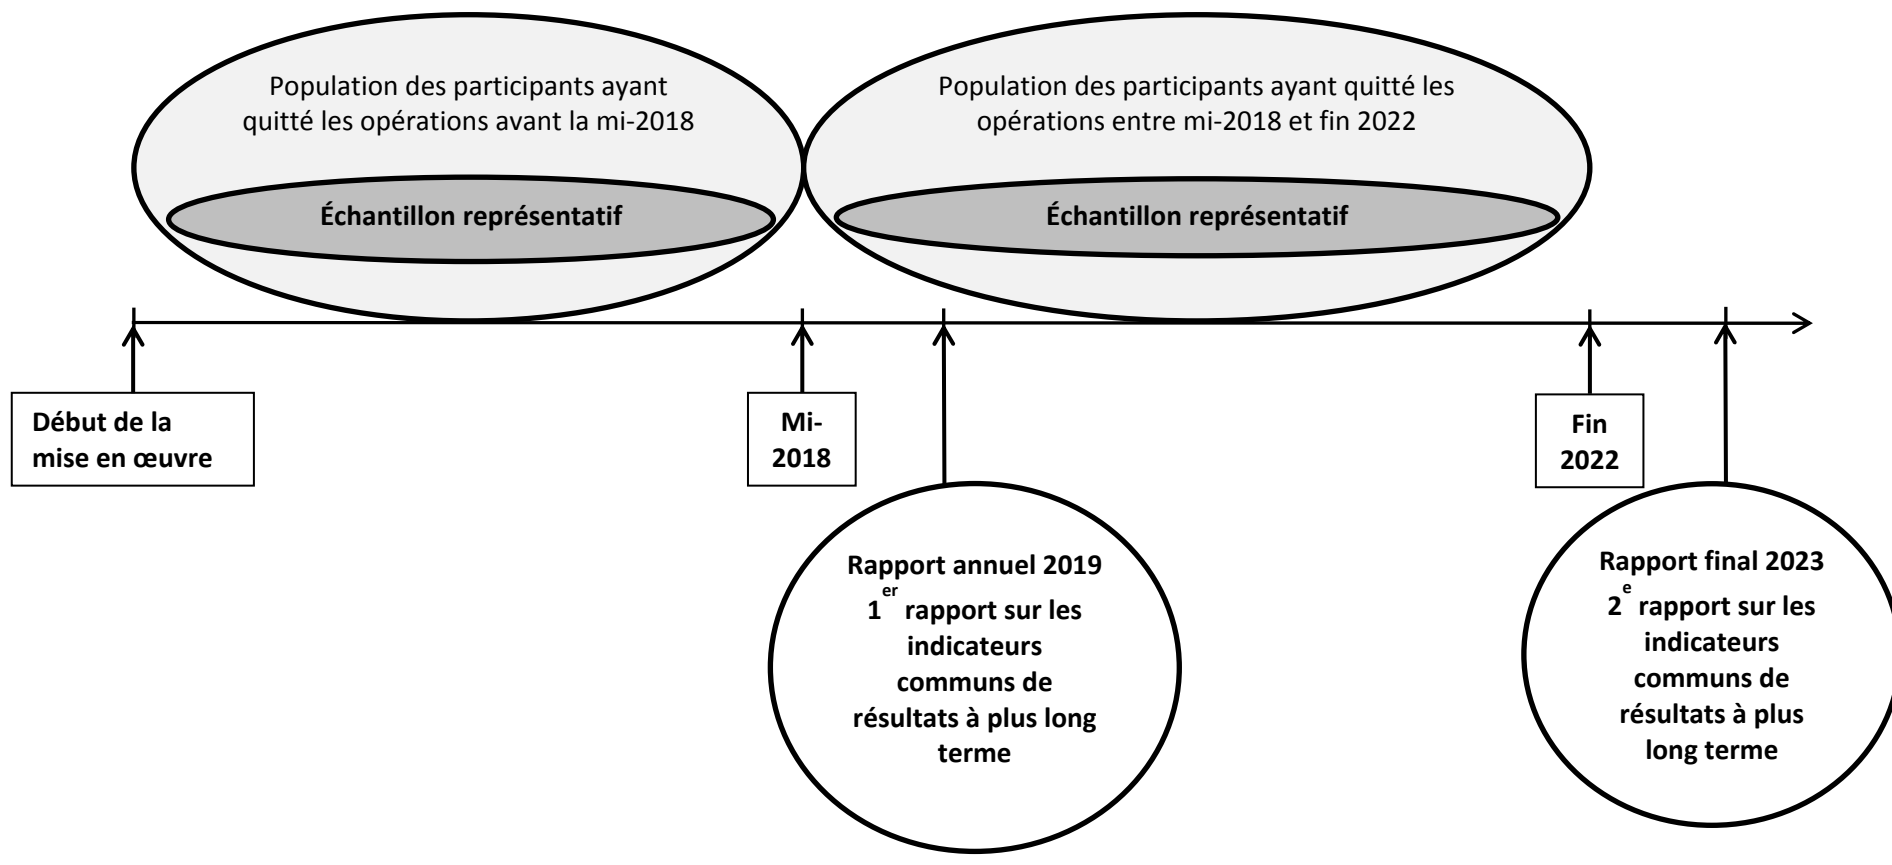 Population des participants ayant
quitté les opérations avant la mi-2018
Échantillon représentatif
Population des participants ayant quitté les
opérations entre mi-2018 et fin 2022
Échantillon représentatif
Début de la
mise en œuvre
Mi-
2018
Fin
2022
Rapport annuel 2019
1er rapport sur les
indicateurs
communs de
résultats à plus long
terme
Rapport final 2023
2e rapport sur les
indicateurs
communs de
résultats à plus
long terme